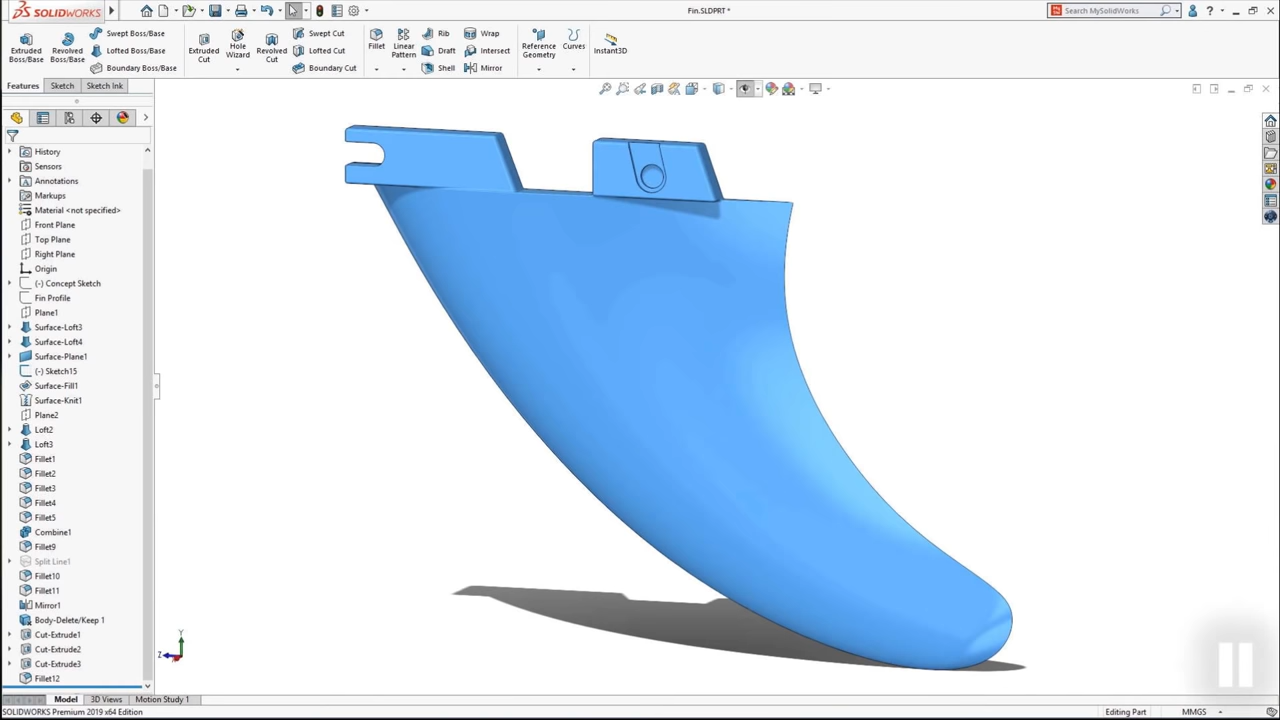 SOLIDWORKS
Fin.SLDPRT *
Search MySolidWorks
?
Extruded Boss/Base
Revolved Boss/Base
Swept Boss/Base
Lofted Boss/Base
Boundary Boss/Base
Extruded Cut
Hole Wizard
Revolved Cut
Swept Cut
Lofted Cut
Boundary Cut
Fillet
Linear Pattern
Rib
Draft
Shell
Wrap
Intersect
Mirror
Reference Geometry
Curves
Instant3D
Features
Sketch
Sketch Ink
History
Sensors
Annotations
Markups
Material <not specified>
Front Plane
Top Plane
Right Plane
Origin
(-) Concept Sketch
Fin Profile
Plane1
Surface-Loft3
Surface-Loft4
Surface-Plane1
(-) Sketch15
Surface-Fill1
Surface-Knit1
Plane2
Loft2
Loft3
Fillet1
Fillet2
Fillet3
Fillet4
Fillet5
Combine1
Fillet9
Split Line1
Fillet10
Fillet11
Mirror1
Body-Delete/Keep 1
Cut-Extrude1
Cut-Extrude2
Cut-Extrude3
Fillet12
Y
Z
Model
3D Views
Motion Study 1
SOLIDWORKS Premium 2019 x64 Edition
Editing Part
MMGS